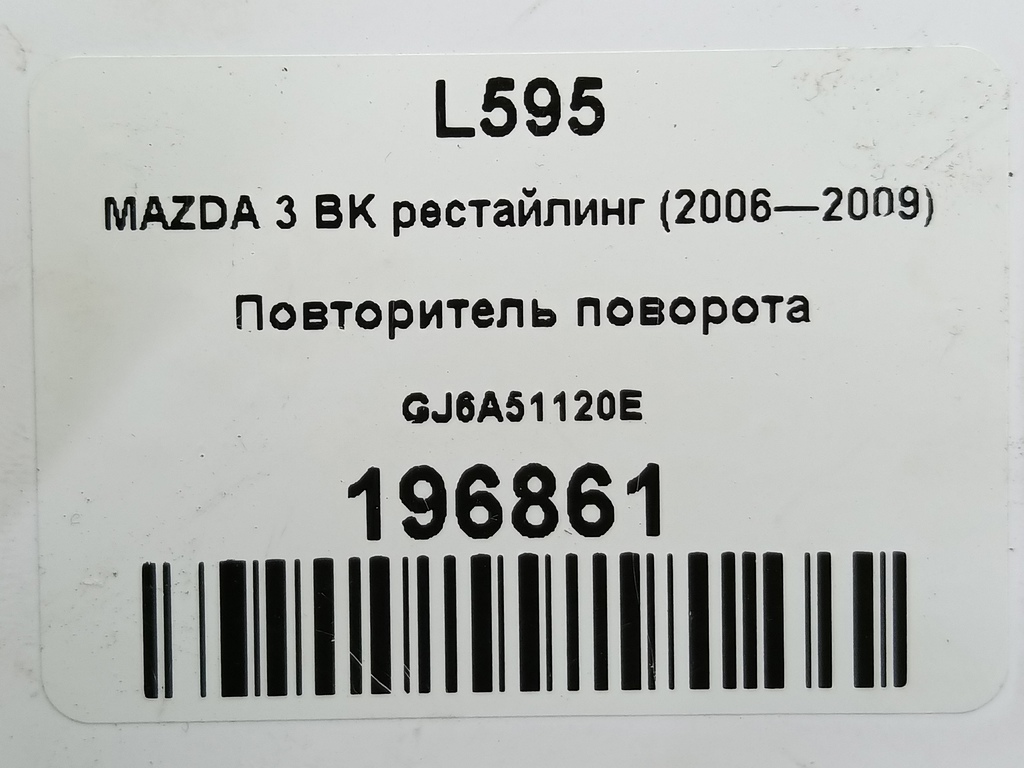 L595
MAZDA 3 BK рестайлинг (2006—2009)
Повторитель поворота
GJ6A51120E
196861